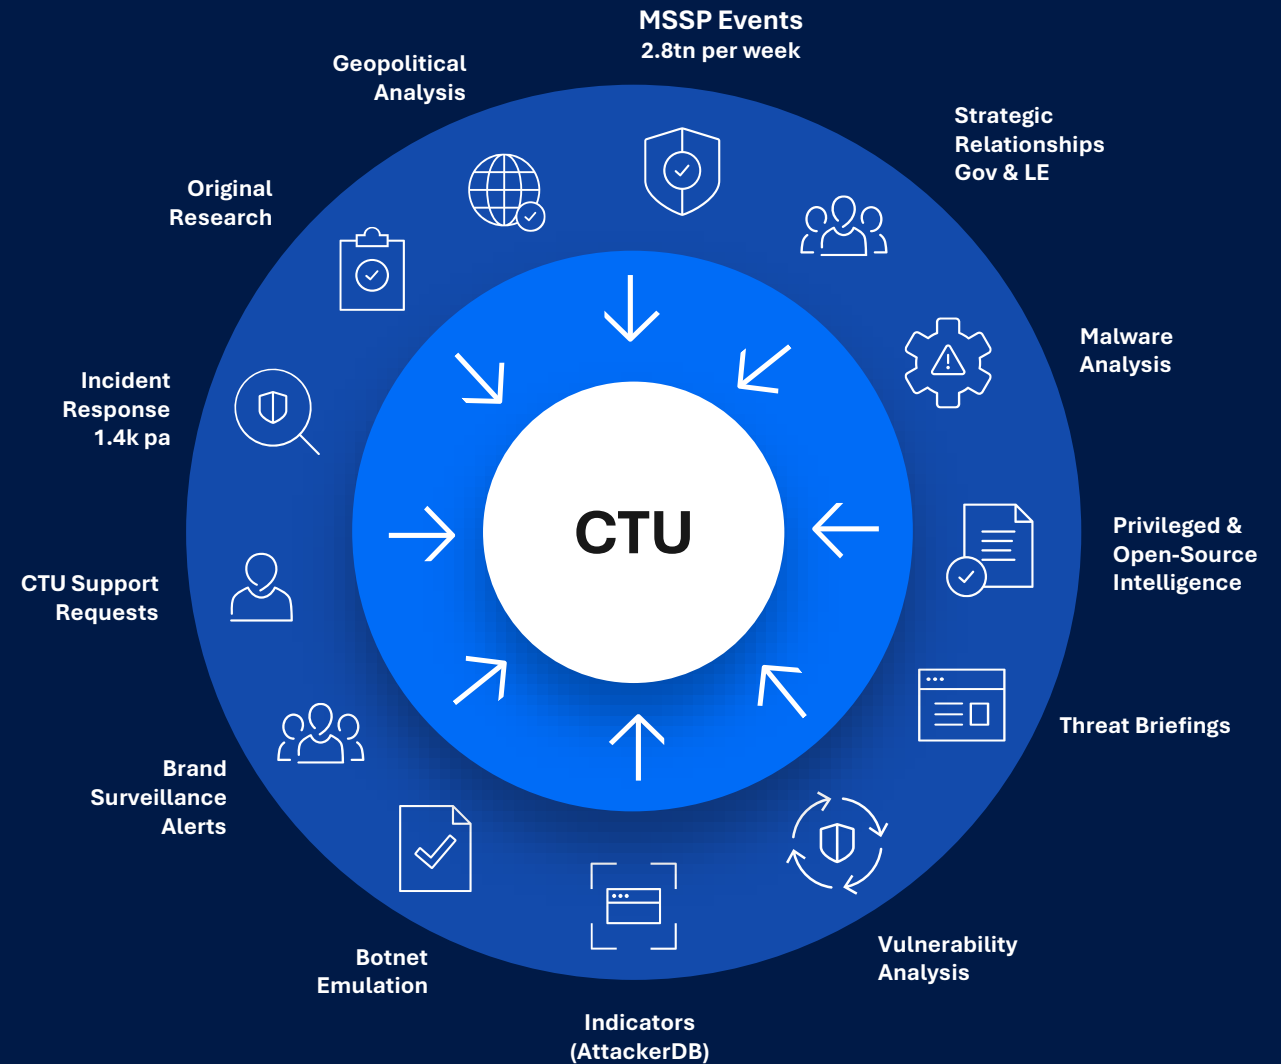 MSSP Events
2.8tn per week
Strategic
Relationships
Gov & LE
Malware
Analysis
Privileged &
Open-Source
Intelligence
Threat Briefings
Vulnerability
Analysis
Indicators
(AttackerDB)
Botnet
Emulation
Brand
Surveillance
Alerts
CTU Support
Requests
Incident
Response
1.4k pa
Original
Research
Geopolitical
Analysis
CTU